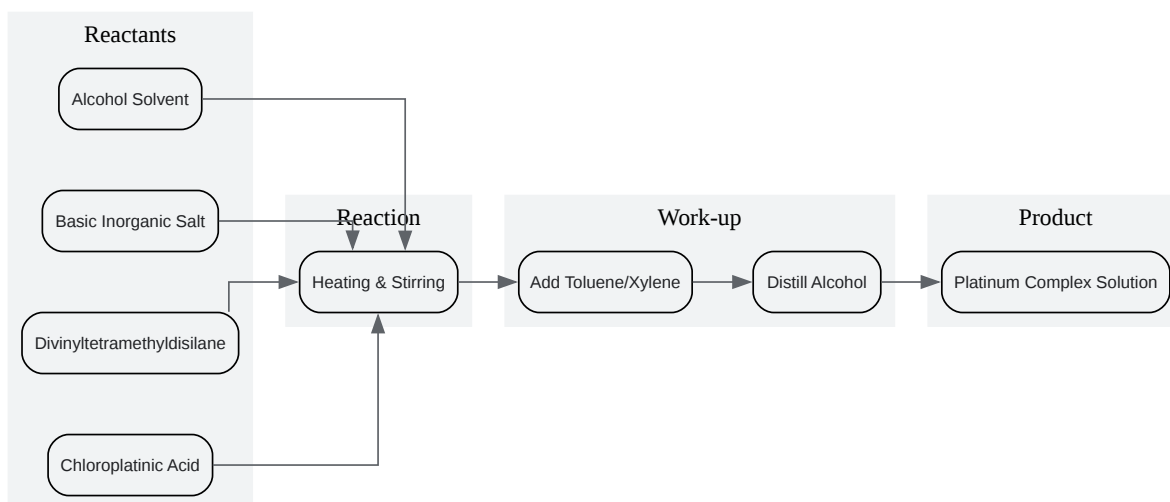 Reactants
Alcohol Solvent
Basic Inorganic Salt
Divinyltetramethyldisilane
Chloroplatinic Acid
Reaction
Heating & Stirring
Work-up
Add Toluene/Xylene
Distill Alcohol
Product
Platinum Complex Solution